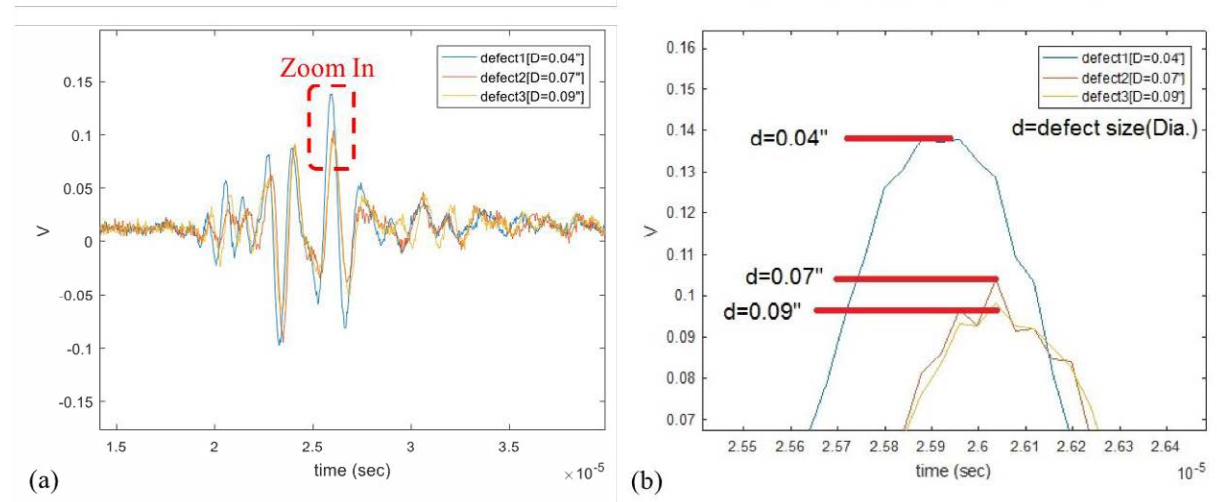 0.15
0.1
0.05
0
-0.05
-0.1
-0.15
V
1.5
2
2.5
3
3.5
time (sec)
×10⁻⁵
defect1[D=0.04"]
defect2[D=0.07"]
defect3[D=0.09"]
Zoom In
(a)
0.16
0.15
0.14
0.13
0.12
0.11
0.1
0.09
0.08
0.07
V
2.55
2.56
2.57
2.58
2.59
2.6
2.61
2.62
2.63
2.64
time (sec)
10⁻⁵
defect1[D=0.04"]
defect2[D=0.07"]
defect3[D=0.09"]
d=defect size(Dia.)
d=0.04"
d=0.07"
d=0.09"
(b)